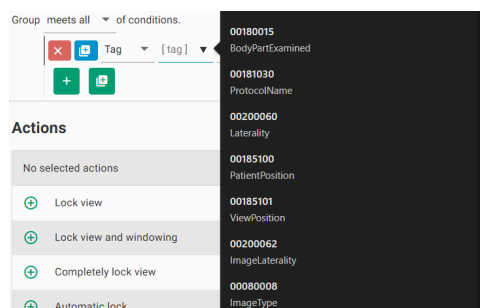 Group meets all of conditions.
Tag [tag]
Actions
No selected actions
Lock view
Lock view and windowing
Completely lock view
Automatic lock
00180015
BodyPartExamined
00181030
ProtocolName
00200060
Laterality
00185100
PatientPosition
00185101
ViewPosition
00200062
ImageLaterality
00080008
ImageType